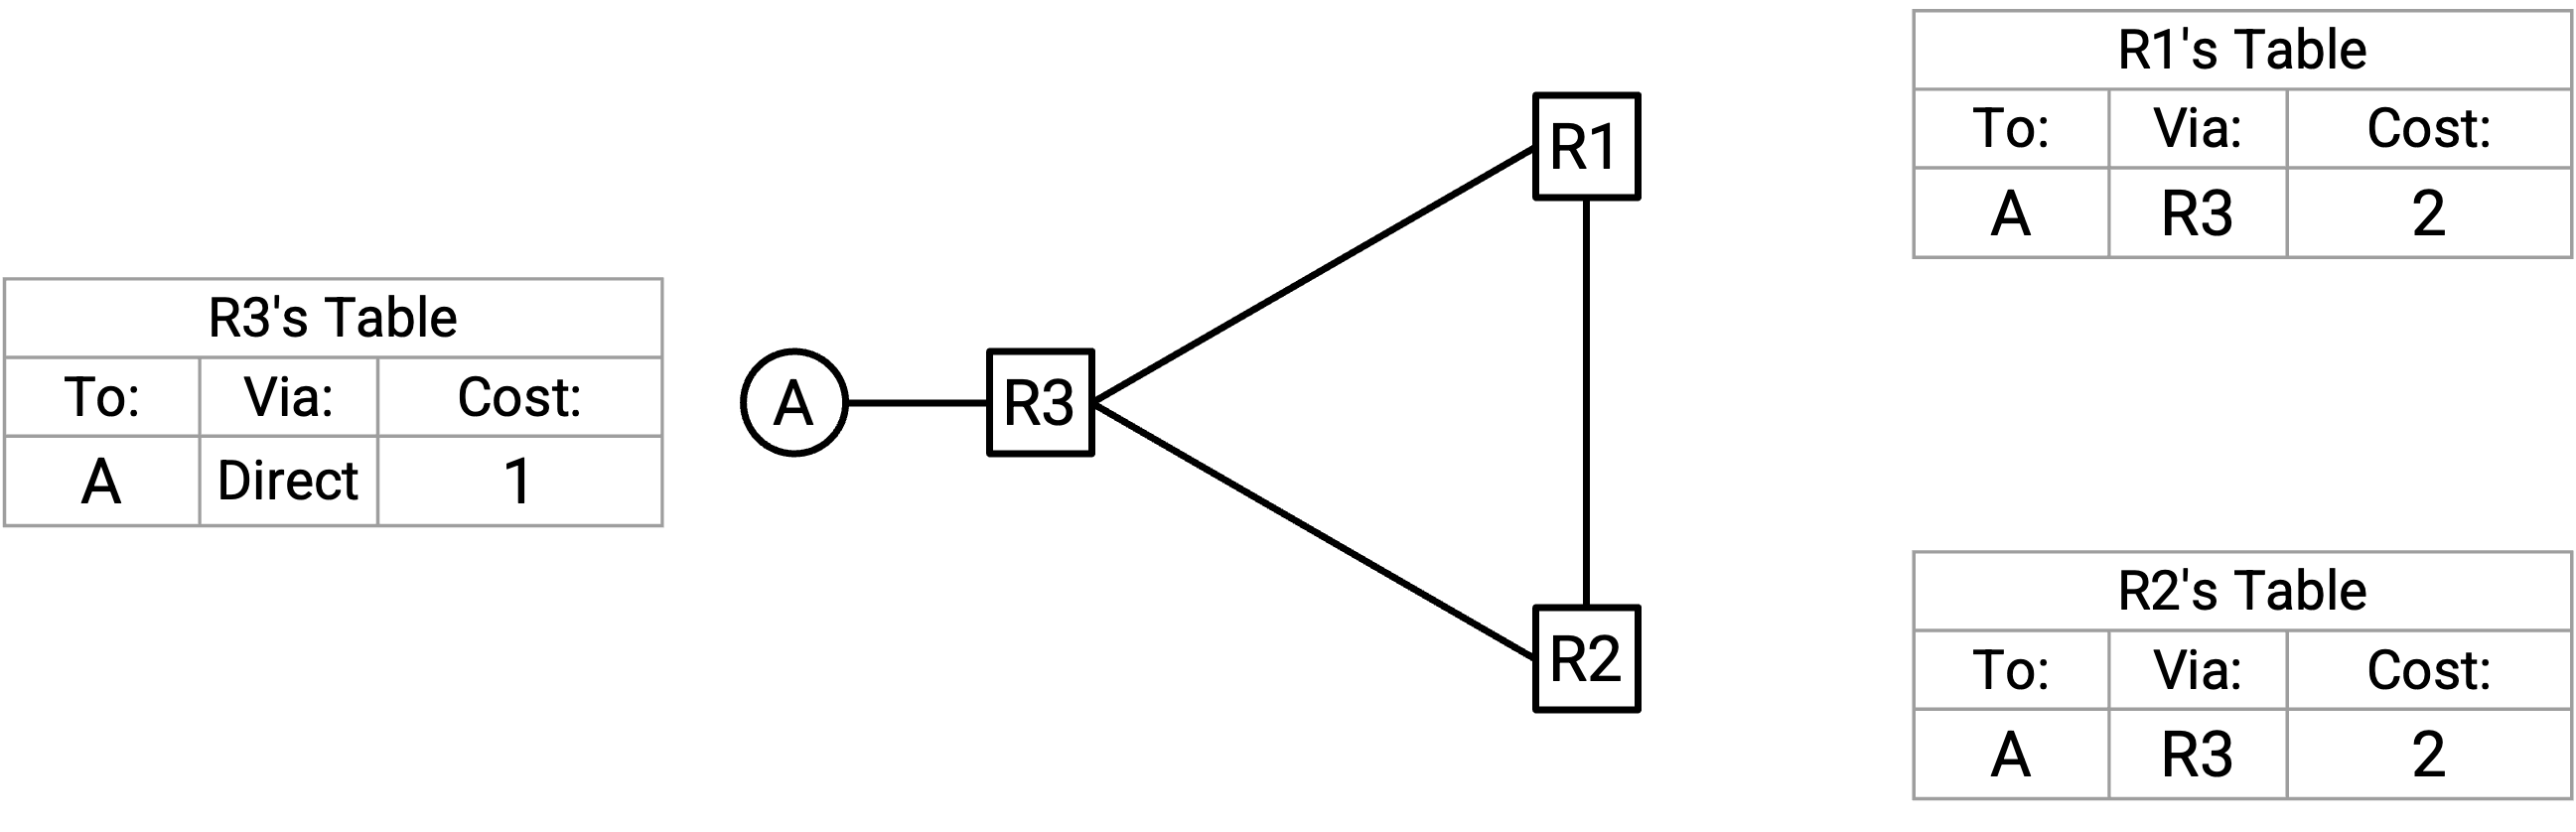 R3's Table
To: Via: Cost:
A Direct 1
A
R3
R1
R2
R1's Table
To: Via: Cost:
A R3 2
R2's Table
To: Via: Cost:
A R3 2